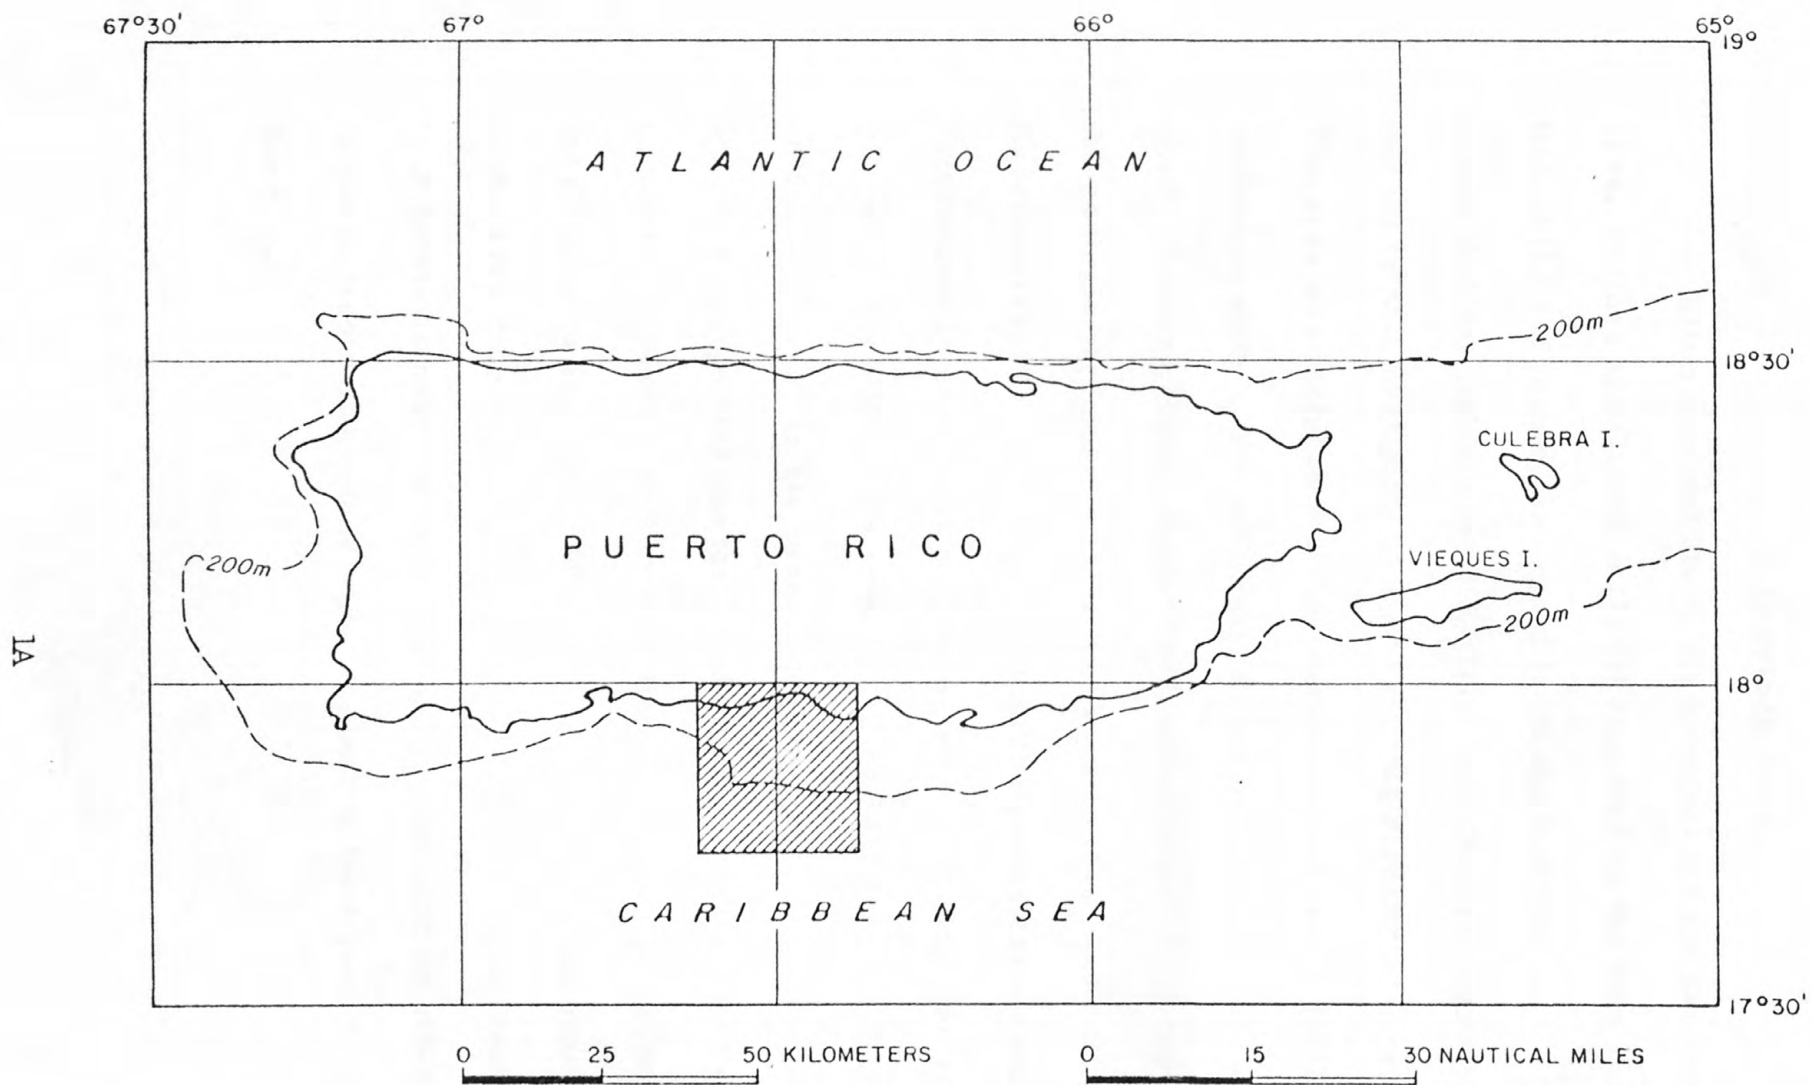 67°30' 67° 66° 65°
19°
ATLANTIC OCEAN
200m
18°30'
CULEBRA I.
PUERTO RICO
VIEQUES I.
200m
200m
1A
18°
CARIBBEAN SEA
17°30'
0 25 50 KILOMETERS 0 15 30 NAUTICAL MILES